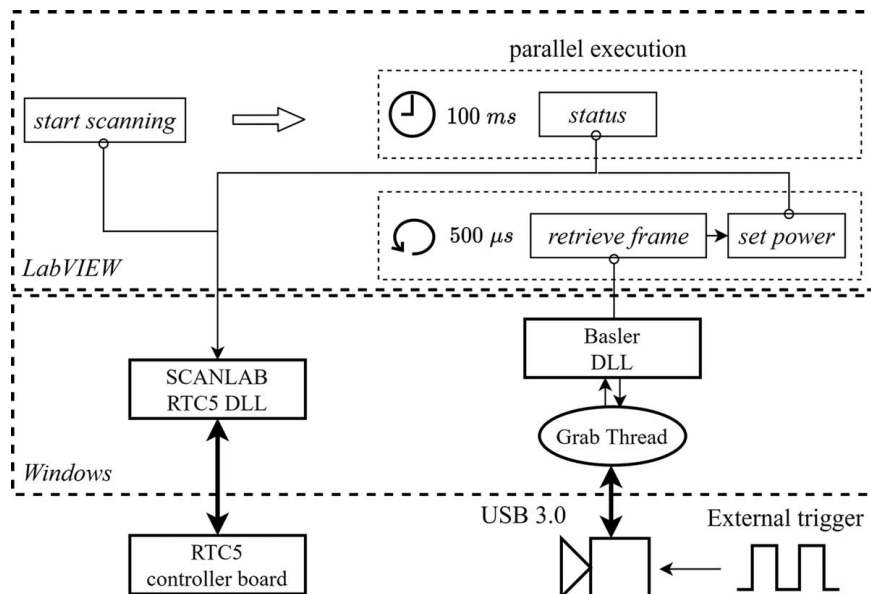 parallel execution
start scanning
100 ms
status
500 μs
retrieve frame
set power
LabVIEW
Basler
DLL
SCANLAB
RTC5 DLL
Grab Thread
Windows
USB 3.0
External trigger
RTC5
controller board